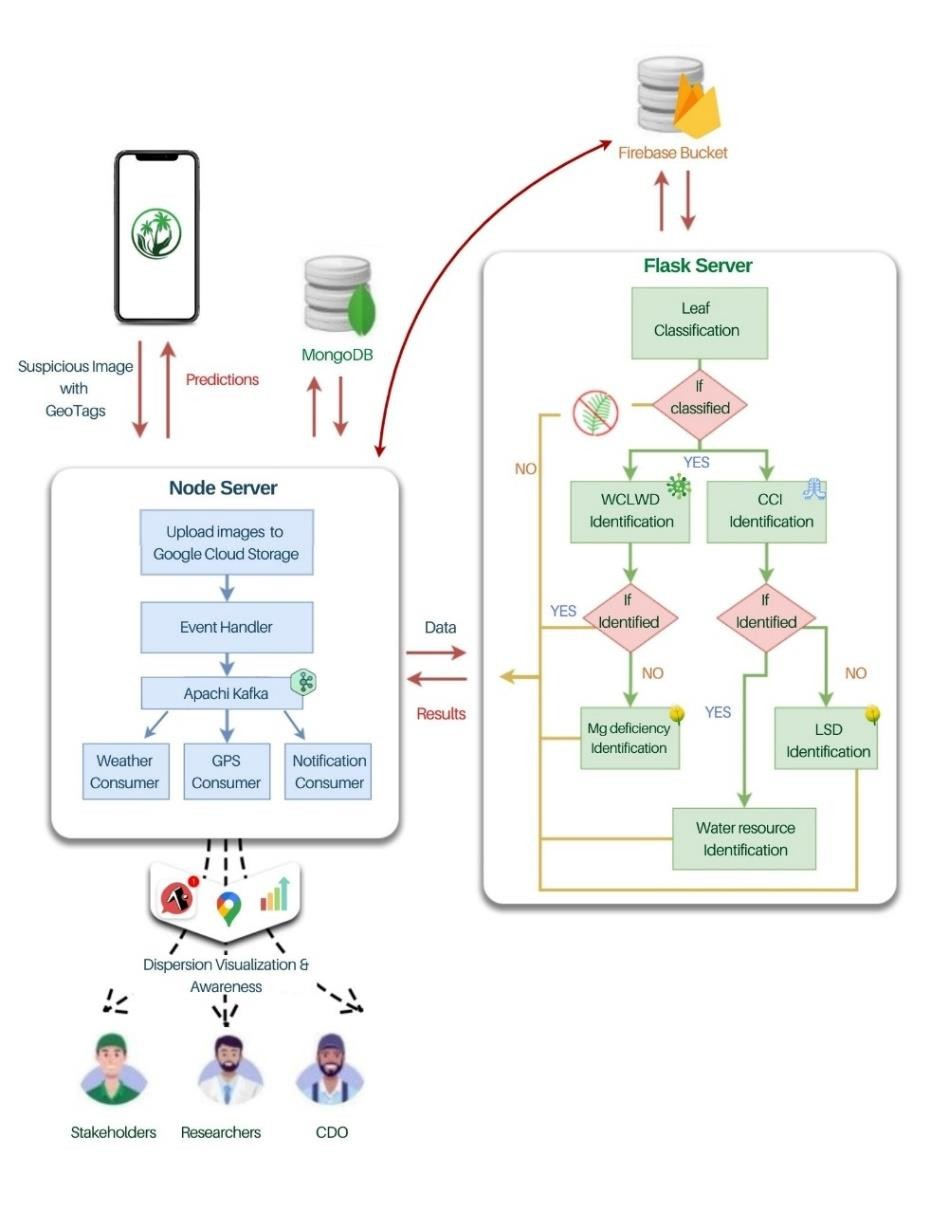 Firebase Bucket
Suspicious Image
with
GeoTags
Predictions
MongoDB
Node Server
Upload images to
Google Cloud Storage
Event Handler
Apachi Kafka
Weather
Consumer
GPS
Consumer
Notification
Consumer
Data
Results
Flask Server
Leaf
Classification
If
classified
NO
YES
WCLWD
Identification
CCI
Identification
If
Identified
YES
NO
If
Identified
YES
NO
Mg deficiency
Identification
LSD
Identification
Water resource
Identification
Dispersion Visualization &
Awareness
Stakeholders
Researchers
CDO